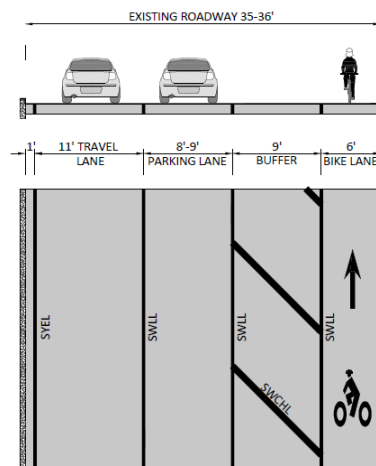 EXISTING ROADWAY 35-36'
1' 11' TRAVEL LANE
8'-9' PARKING LANE
9' BUFFER
6' BIKE LANE
SYEL
SWLL
SWLL
SWLL
SWCHL